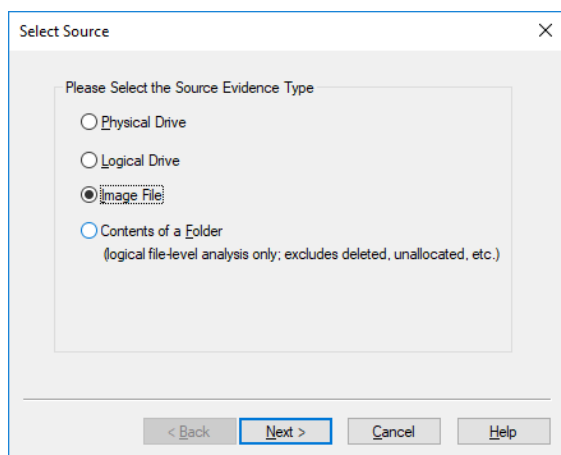 Select Source
Please Select the Source Evidence Type
Physical Drive
Logical Drive
Image File
Contents of a Folder
(logical file-level analysis only; excludes deleted, unallocated, etc.)
< Back Next > Cancel Help